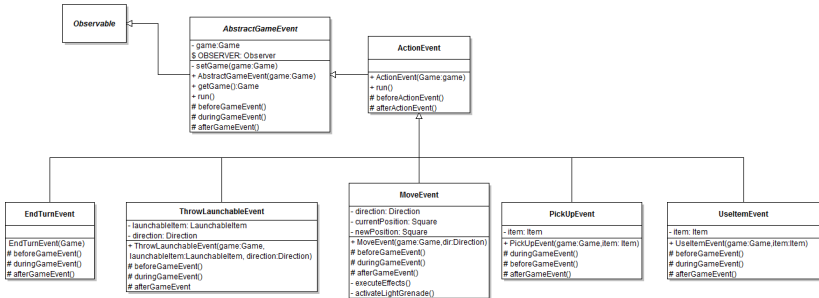 Observable
AbstractGameEvent
- game:Game
$ OBSERVER: Observer
- setGame(game:Game)
+ AbstractGameEvent(game:Game)
+ getGame():Game
+ run()
# beforeGameEvent()
# duringGameEvent()
# afterGameEvent()
ActionEvent
+ ActionEvent(Game:game)
+ run()
# beforeActionEvent()
# afterActionEvent()
EndTurnEvent
EndTurnEvent(Game)
# beforeGameEvent()
# duringGameEvent()
# afterGameEvent()
ThrowLaunchableEvent
- launchableItem: LaunchableItem
- direction: Direction
+ ThrowLaunchableEvent(game:Game,
launchableItem:LaunchableItem, direction:Direction)
# beforeGameEvent()
# duringGameEvent()
# afterGameEvent
MoveEvent
- direction: Direction
- currentPosition: Square
- newPosition: Square
+ MoveEvent(game:Game,dir:Direction)
# beforeGameEvent()
# duringGameEvent()
# afterGameEvent()
- executeEffects()
- activateLightGrenade()
PickUpEvent
- item: Item
+ PickUpEvent(game:Game,item: Item)
# duringGameEvent()
# beforeGameEvent()
# afterGameEvent()
UseItemEvent
- item: Item
+ UseItemEvent(game:Game,item:Item)
# beforeGameEvent()
# duringGameEvent()
# afterGameEvent()